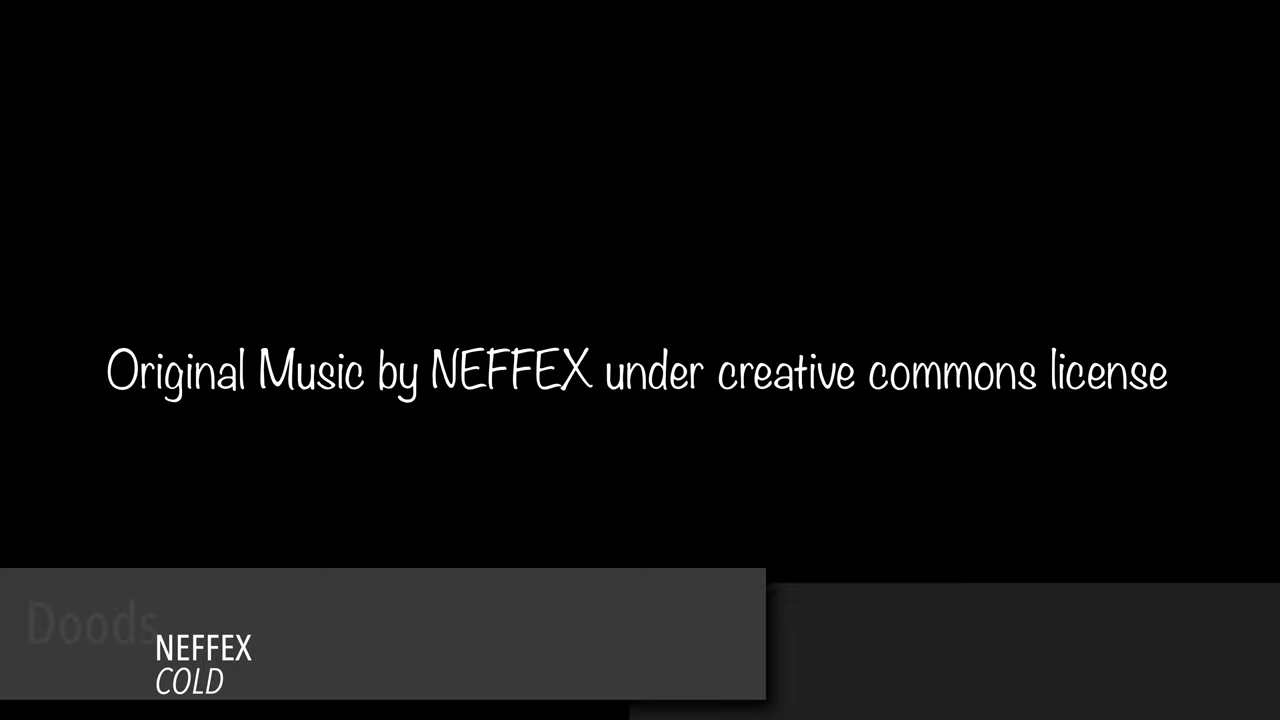 Original Music by NEFFEX under creative commons license
Doods
NEFFEX
COLD